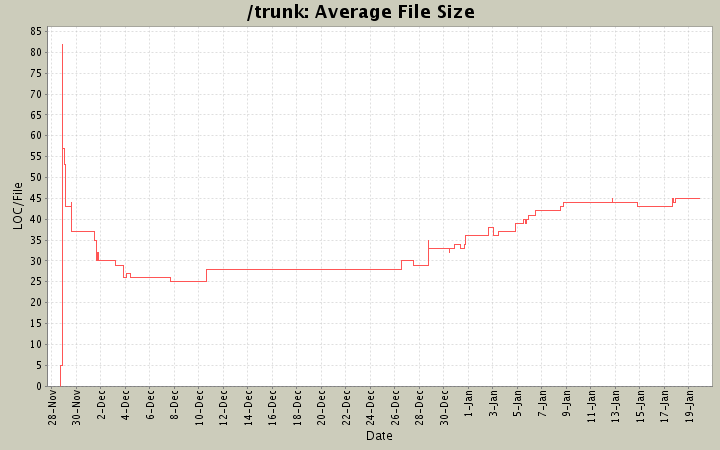 /trunk: Average File Size
LOC/File
85
80
75
70
65
60
55
50
45
40
35
30
25
20
15
10
5
0
28-Nov
30-Nov
2-Dec
4-Dec
6-Dec
8-Dec
10-Dec
12-Dec
14-Dec
16-Dec
18-Dec
20-Dec
22-Dec
24-Dec
26-Dec
28-Dec
30-Dec
1-Jan
3-Jan
5-Jan
7-Jan
9-Jan
11-Jan
13-Jan
15-Jan
17-Jan
19-Jan
Date